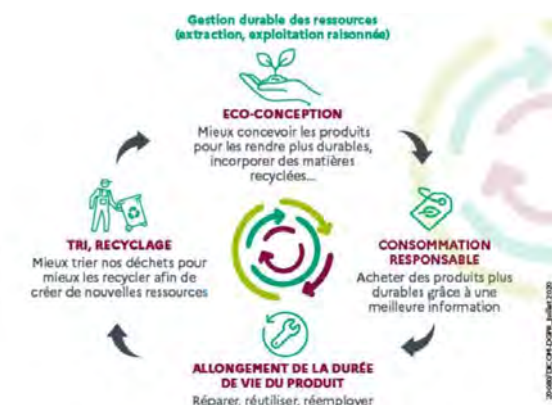 Gestion durable des ressources
(extraction, exploitation raisonnée)
ECO-CONCEPTION
Mieux concevoir les produits
pour les rendre plus durables,
incorporer des matières
recyclées...
TRI, RECYCLAGE
Mieux trier nos déchets pour
mieux les recycler afin de
créer de nouvelles ressources
CONSOMMATION
RESPONSABLE
Acheter des produits plus
durables grâce à une
meilleure information
ALLONGEMENT DE LA DURÉE
DE VIE DU PRODUIT
Réparer, réutiliser, réemployer